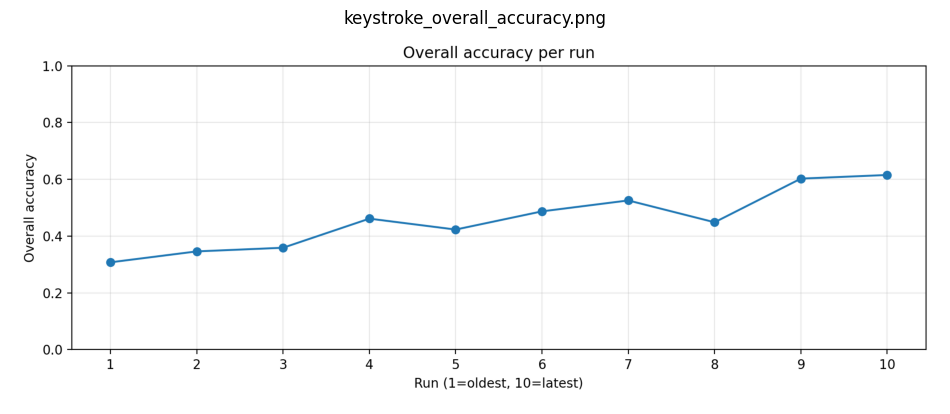 keystroke_overall_accuracy.png
Overall accuracy per run
1.0
0.8
0.6
0.4
0.2
0.0
Overall accuracy
1 2 3 4 5 6 7 8 9 10
Run (1=oldest, 10=latest)